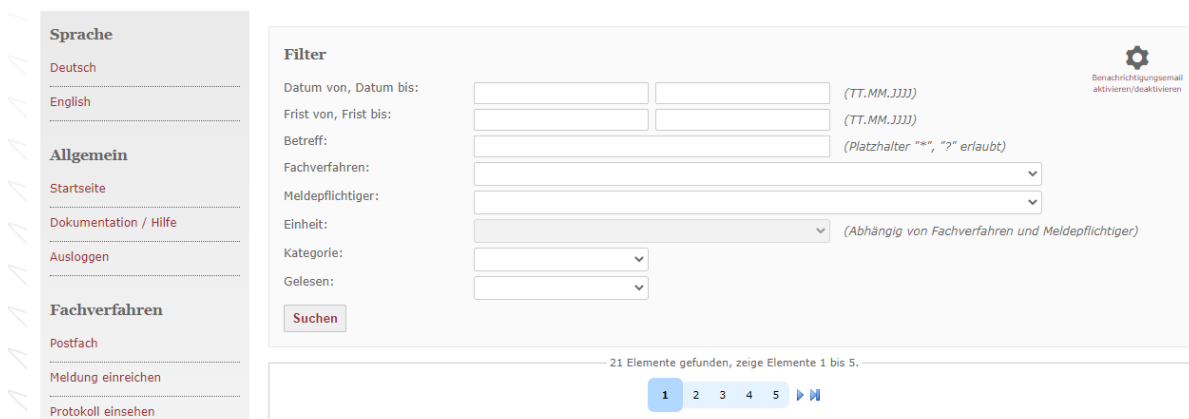 Sprache
Deutsch
English
Allgemein
Startseite
Dokumentation / Hilfe
Ausloggen
Fachverfahren
Postfach
Meldung einreichen
Protokoll einsehen
Filter
Benachrichtigungsemail
aktivieren/deaktivieren
Datum von, Datum bis: (TT.MM.JJJJ)
Frist von, Frist bis: (TT.MM.JJJJ)
Betreff: (Platzhalter "*", "?" erlaubt)
Fachverfahren:
Meldepflichtiger:
Einheit: (Abhängig von Fachverfahren und Meldepflichtiger)
Kategorie:
Gelesen:
Suchen
21 Elemente gefunden, zeige Elemente 1 bis 5.
1 2 3 4 5